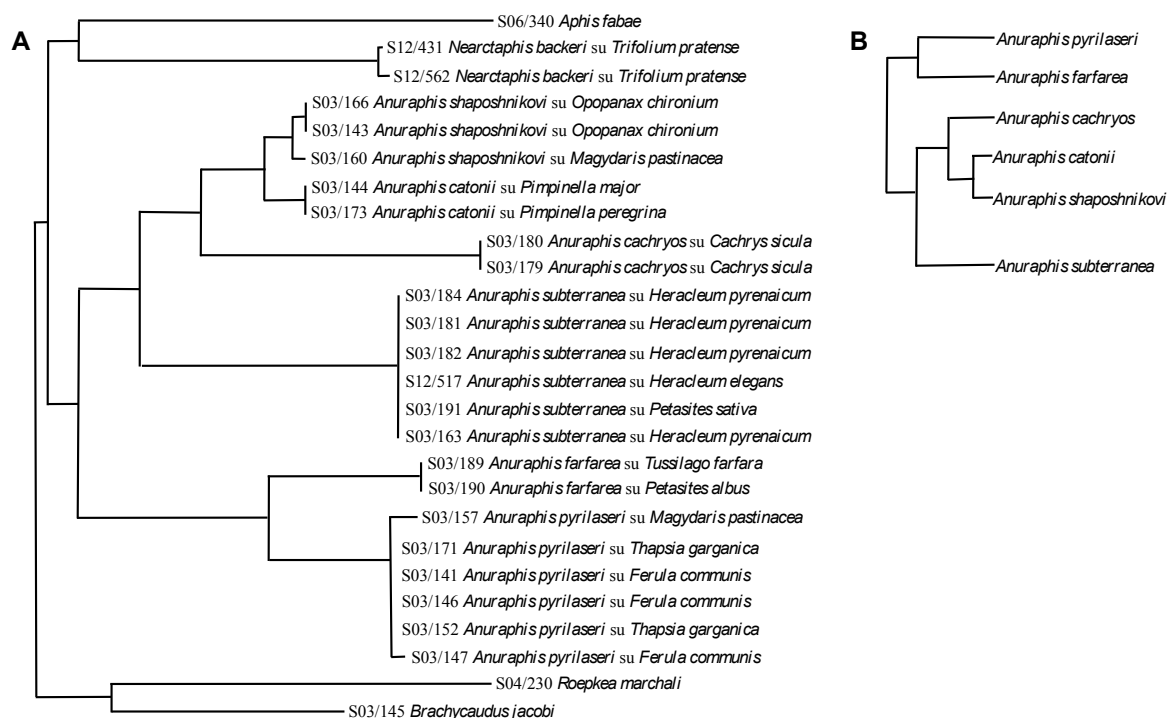 A
S06/340 Aphis fabae
S12/431 Nearctaphis backeri su Trifolium pratense
S12/562 Nearctaphis backeri su Trifolium pratense
S03/166 Anuraphis shaposhnikovi su Opopanax chironium
S03/143 Anuraphis shaposhnikovi su Opopanax chironium
S03/160 Anuraphis shaposhnikovi su Magydaris pastinacea
S03/144 Anuraphis catonii su Pimpinella major
S03/173 Anuraphis catonii su Pimpinella peregrina
S03/180 Anuraphis cachryos su Cachrys sicula
S03/179 Anuraphis cachryos su Cachrys sicula
S03/184 Anuraphis subterranea su Heracleum pyrenaicum
S03/181 Anuraphis subterranea su Heracleum pyrenaicum
S03/182 Anuraphis subterranea su Heracleum pyrenaicum
S12/517 Anuraphis subterranea su Heracleum elegans
S03/191 Anuraphis subterranea su Petasites sativa
S03/163 Anuraphis subterranea su Heracleum pyrenaicum
S03/189 Anuraphis farfarea su Tussilago farfara
S03/190 Anuraphis farfarea su Petasites albus
S03/157 Anuraphis pyrilaseri su Magydaris pastinacea
S03/171 Anuraphis pyrilaseri su Thapsia garganica
S03/141 Anuraphis pyrilaseri su Ferula communis
S03/146 Anuraphis pyrilaseri su Ferula communis
S03/152 Anuraphis pyrilaseri su Thapsia garganica
S03/147 Anuraphis pyrilaseri su Ferula communis
S04/230 Roepkea marchali
S03/145 Brachycaudus jacobi
B
Anuraphis pyrilaseri
Anuraphis farfarea
Anuraphis cachryos
Anuraphis catonii
Anuraphis shaposhnikovi
Anuraphis subterranea